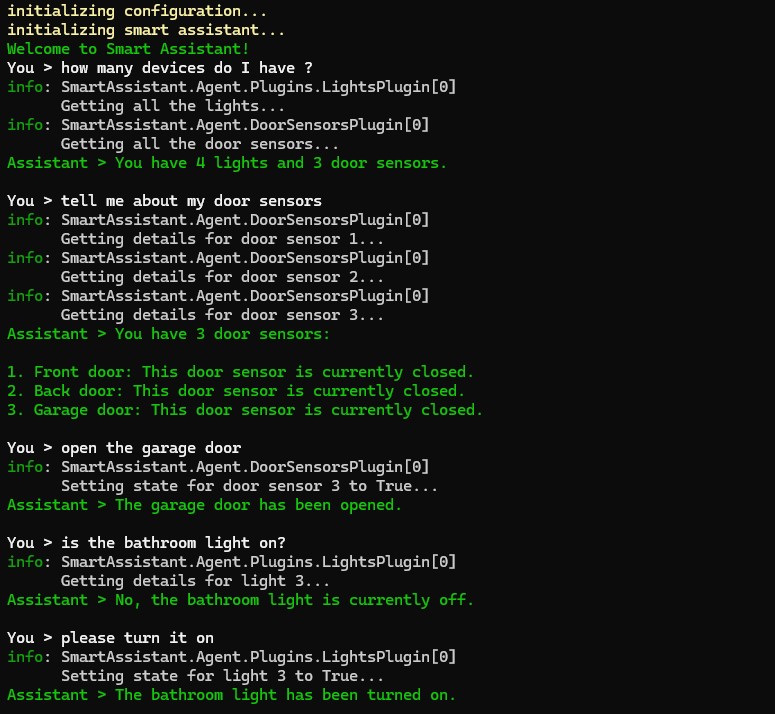 initializing configuration...
initializing smart assistant...
Welcome to Smart Assistant!
You > how many devices do I have ?
info: SmartAssistant.Agent.Plugins.LightsPlugin[0]
Getting all the lights...
info: SmartAssistant.Agent.DoorSensorsPlugin[0]
Getting all the door sensors...
Assistant > You have 4 lights and 3 door sensors.
You > tell me about my door sensors
info: SmartAssistant.Agent.DoorSensorsPlugin[0]
Getting details for door sensor 1...
info: SmartAssistant.Agent.DoorSensorsPlugin[0]
Getting details for door sensor 2...
info: SmartAssistant.Agent.DoorSensorsPlugin[0]
Getting details for door sensor 3...
Assistant > You have 3 door sensors:
1. Front door: This door sensor is currently closed.
2. Back door: This door sensor is currently closed.
3. Garage door: This door sensor is currently closed.
You > open the garage door
info: SmartAssistant.Agent.DoorSensorsPlugin[0]
Setting state for door sensor 3 to True...
Assistant > The garage door has been opened.
You > is the bathroom light on?
info: SmartAssistant.Agent.Plugins.LightsPlugin[0]
Getting details for light 3...
Assistant > No, the bathroom light is currently off.
You > please turn it on
info: SmartAssistant.Agent.Plugins.LightsPlugin[0]
Setting state for light 3 to True...
Assistant > The bathroom light has been turned on.